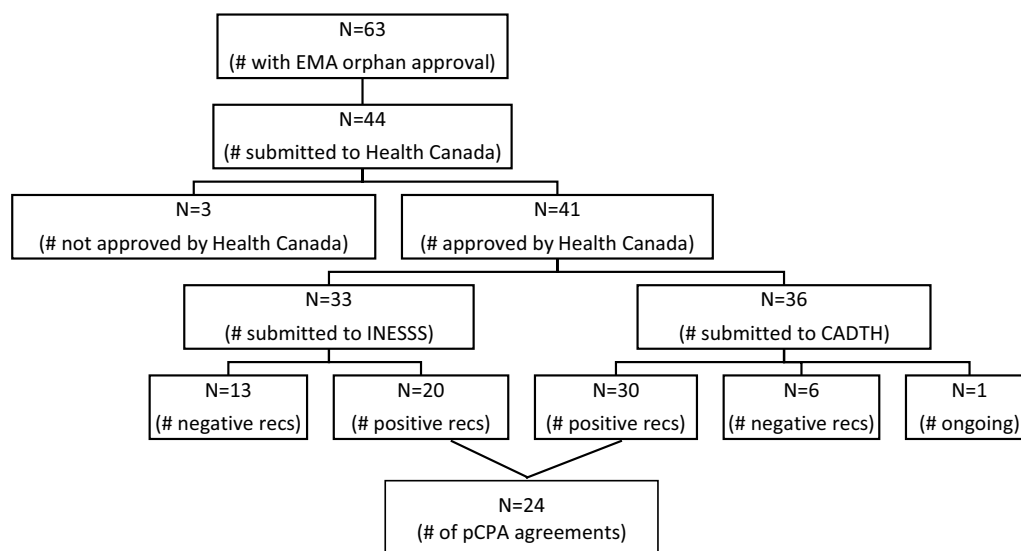 N=63
(# with EMA orphan approval)
N=44
(# submitted to Health Canada)
N=3
(# not approved by Health Canada)
N=41
(# approved by Health Canada)
N=33
(# submitted to INESSS)
N=36
(# submitted to CADTH)
N=13
(# negative recs)
N=20
(# positive recs)
N=30
(# positive recs)
N=6
(# negative recs)
N=1
(# ongoing)
N=24
(# of pCPA agreements)